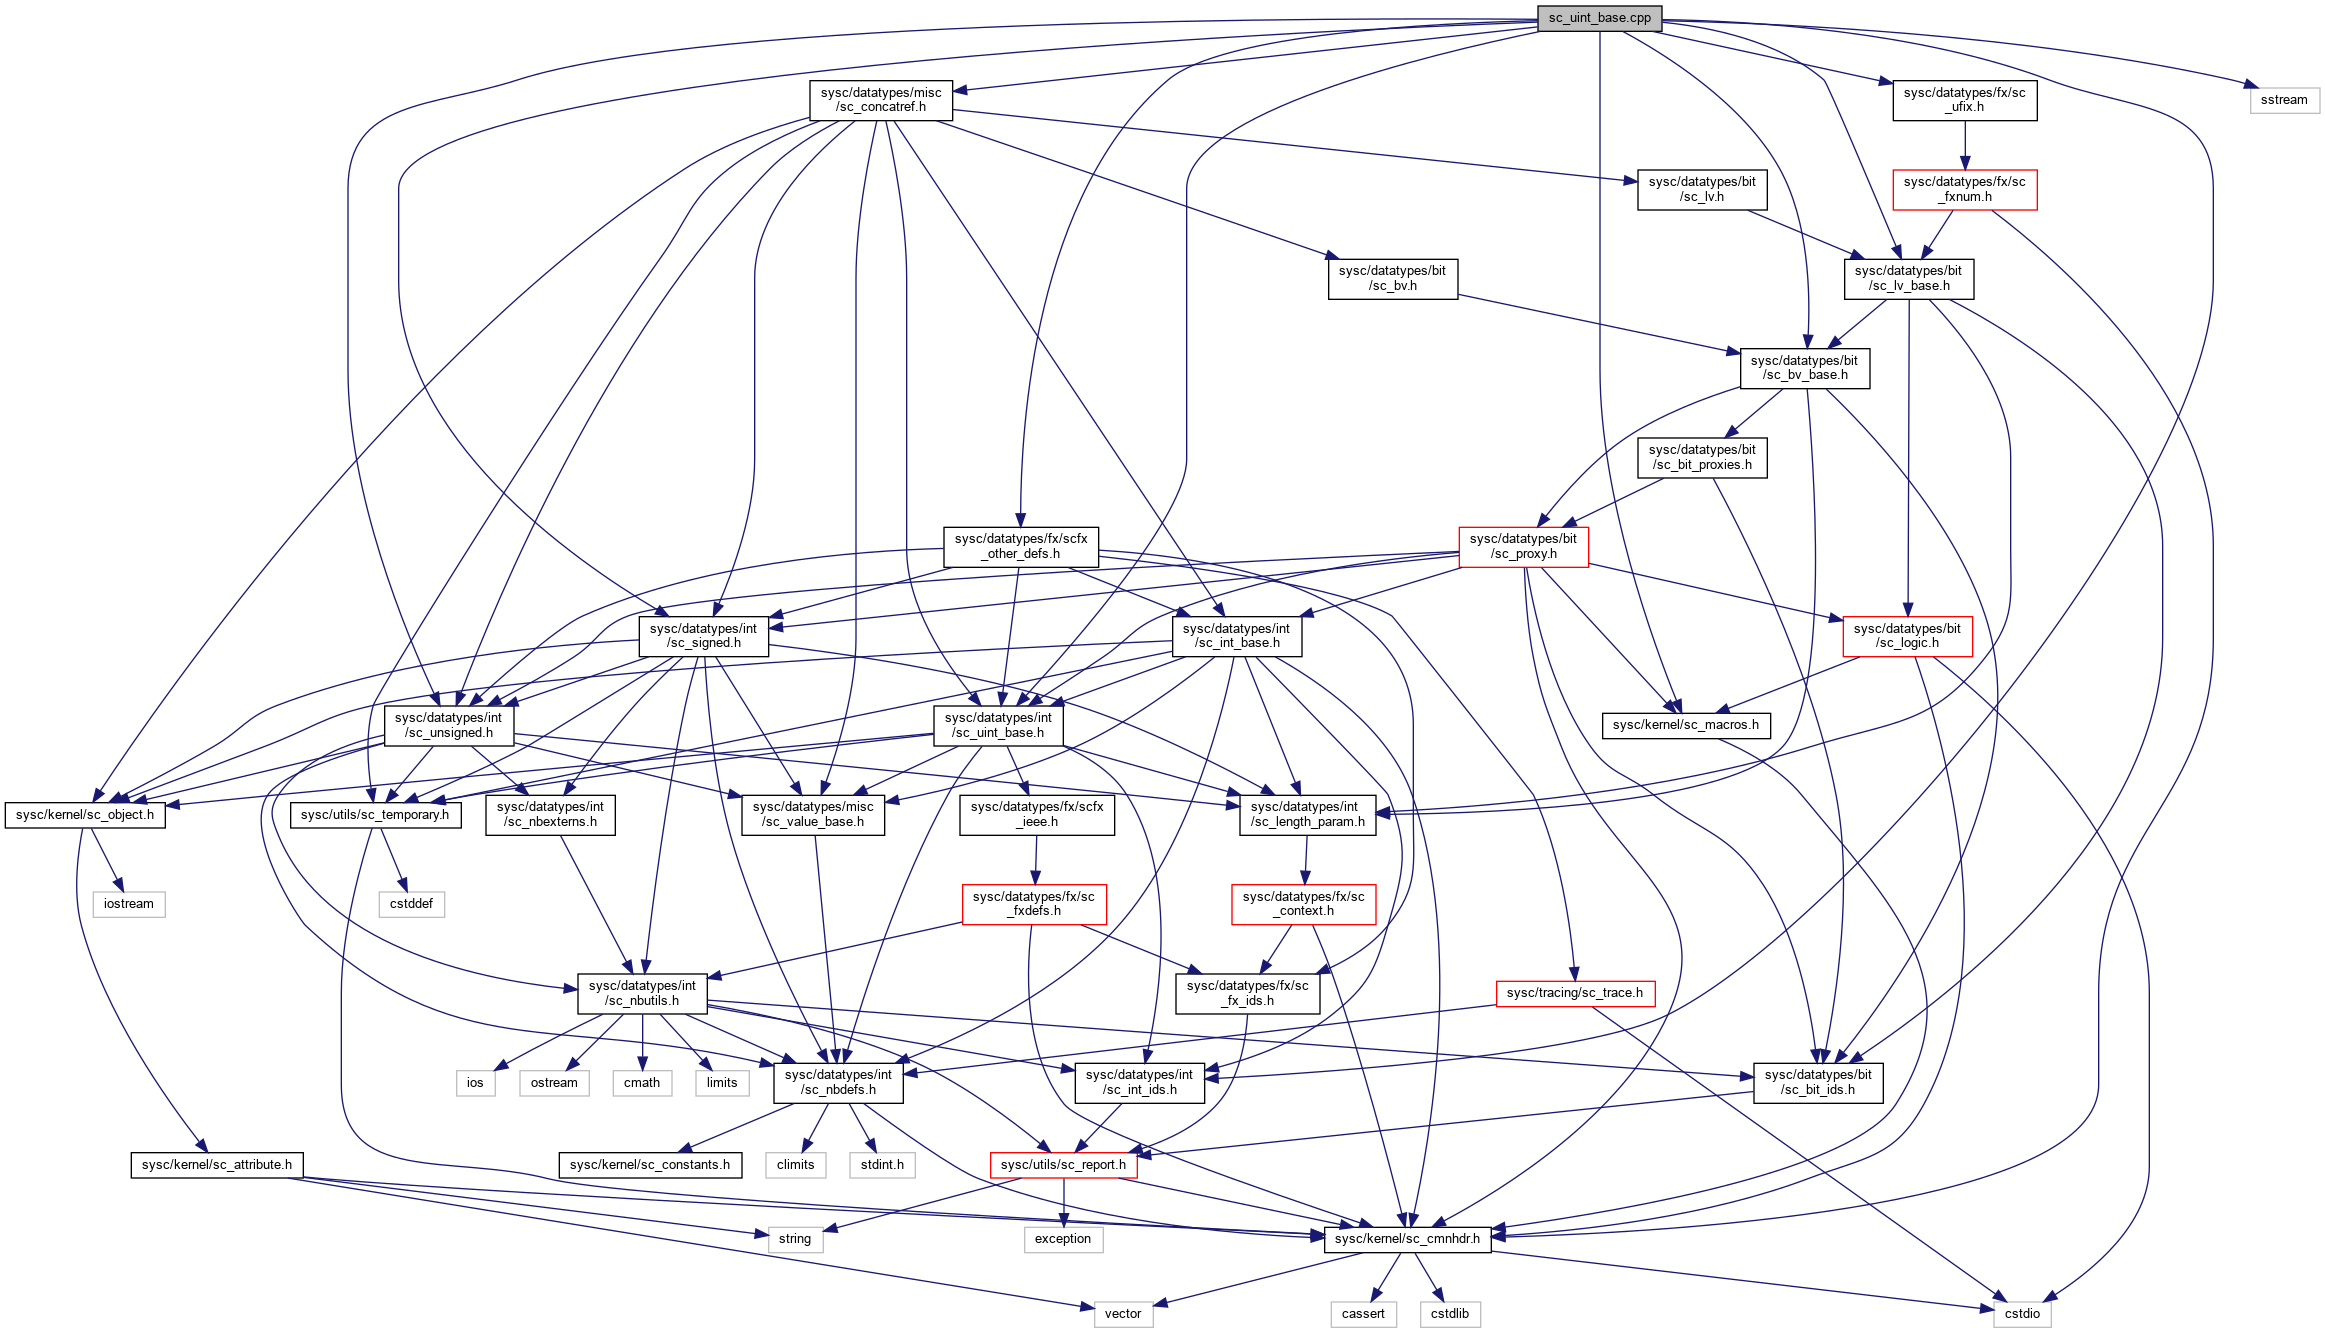 sc_uint_base.cpp
sysc/datatypes/misc
/sc_concatref.h
sysc/datatypes/fx/sc
_ufix.h
sstream
sysc/datatypes/bit
/sc_lv.h
sysc/datatypes/fx/sc
_fxnum.h
sysc/datatypes/bit
/sc_bv.h
sysc/datatypes/bit
/sc_lv_base.h
sysc/datatypes/bit
/sc_bv_base.h
sysc/datatypes/bit
/sc_bit_proxies.h
sysc/datatypes/fx/scfx
_other_defs.h
sysc/datatypes/bit
/sc_proxy.h
sysc/datatypes/int
/sc_signed.h
sysc/datatypes/int
/sc_int_base.h
sysc/datatypes/bit
/sc_logic.h
sysc/datatypes/int
/sc_unsigned.h
sysc/datatypes/int
/sc_uint_base.h
sysc/kernel/sc_macros.h
sysc/kernel/sc_object.h
sysc/utils/sc_temporary.h
sysc/datatypes/int
/sc_nbexterns.h
sysc/datatypes/misc
/sc_value_base.h
sysc/datatypes/fx/scfx
_ieee.h
sysc/datatypes/int
/sc_length_param.h
iostream
cstddef
sysc/datatypes/fx/sc
_fxdefs.h
sysc/datatypes/fx/sc
_context.h
sysc/datatypes/int
/sc_nbutils.h
sysc/datatypes/fx/sc
_fx_ids.h
sysc/tracing/sc_trace.h
ios
ostream
cmath
limits
sysc/datatypes/int
/sc_nbdefs.h
sysc/datatypes/int
/sc_int_ids.h
sysc/datatypes/bit
/sc_bit_ids.h
sysc/kernel/sc_attribute.h
sysc/kernel/sc_constants.h
climits
stdint.h
sysc/utils/sc_report.h
string
exception
sysc/kernel/sc_cmnhdr.h
vector
cassert
cstdlib
cstdio